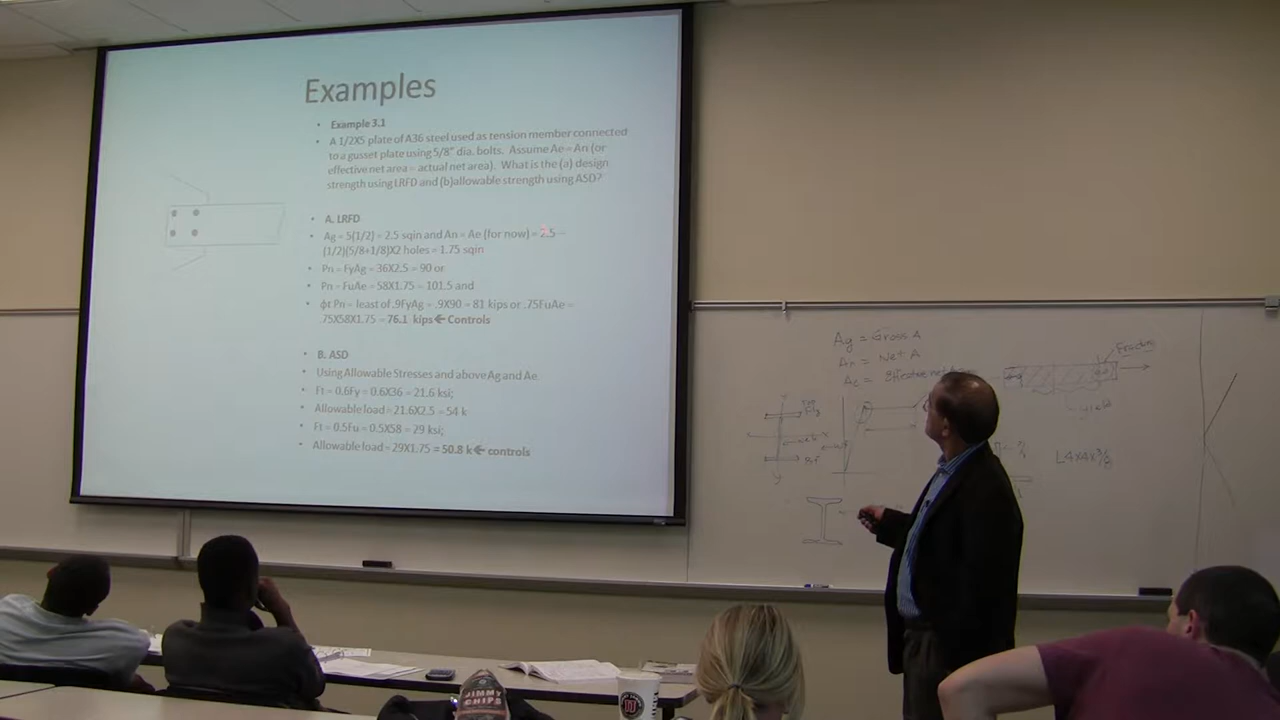 Examples
• Example 3.1
• A 1/2X5 plate of A36 steel used as tension member connected
to a gusset plate using 5/8" dia. bolts. Assume Ae = An (or
effective net area = actual net area). What is the (a) design
strength using LRFD and (b)allowable strength using ASD?
• A. LRFD
• Ag = 5(1/2) = 2.5 sqin and An = Ae (for now) = 2.5 –
(1/2)(5/8+1/8)X2 holes = 1.75 sqin
• Pn = FyAg = 36X2.5 = 90 or
• Pn = FuAe = 58X1.75 = 101.5 and
• ϕt Pn = least of .9FyAg = .9X90 = 81 kips or .75FuAe =
.75X58X1.75 = 76.1 kips← Controls
• B. ASD
• Using Allowable Stresses and above Ag and Ae.
• Ft = 0.6Fy = 0.6X36 = 21.6 ksi;
• Allowable load = 21.6X2.5 = 54 k
• Ft = 0.5Fu = 0.5X58 = 29 ksi;
• Allowable load = 29X1.75 = 50.8 k← controls
Ag = Gross A
An = Net A
Ae = Effective net
yield
L4x4x3/8
JIMMY
CHIPS